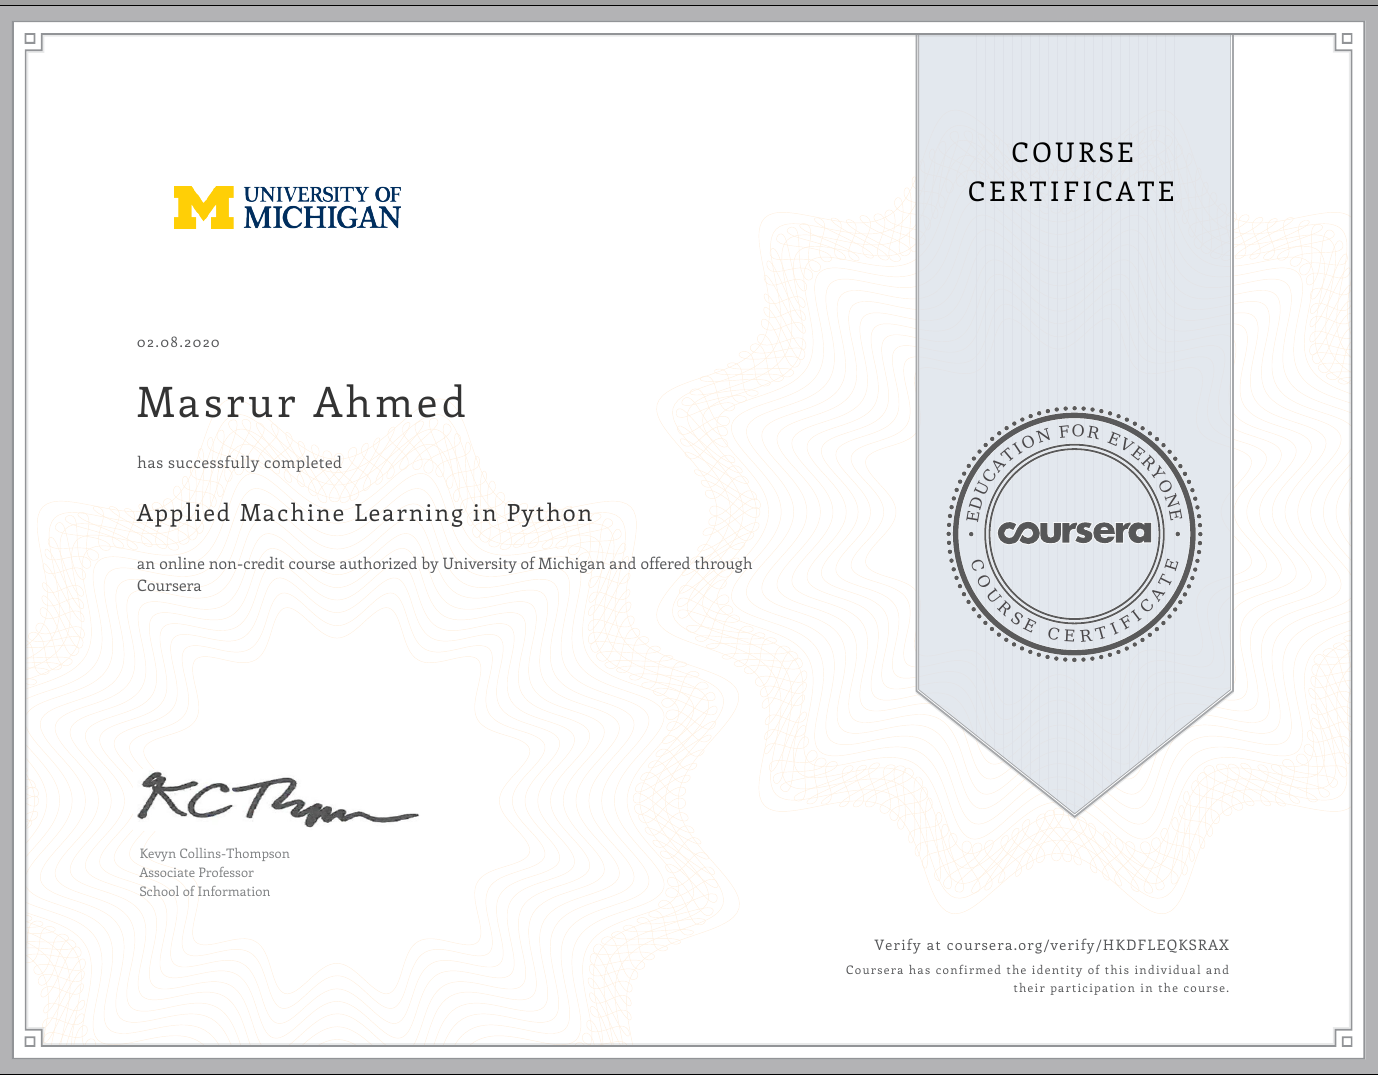 UNIVERSITY OF
MICHIGAN
COURSE
CERTIFICATE
02.08.2020
Masrur Ahmed
has successfully completed
Applied Machine Learning in Python
an online non-credit course authorized by University of Michigan and offered through
Coursera
EDUCATION FOR EVERYONE
coursera
COURSE CERTIFICATE
KCThompson
Kevyn Collins-Thompson
Associate Professor
School of Information
Verify at coursera.org/verify/HKDFLEQKSRAX
Coursera has confirmed the identity of this individual and
their participation in the course.